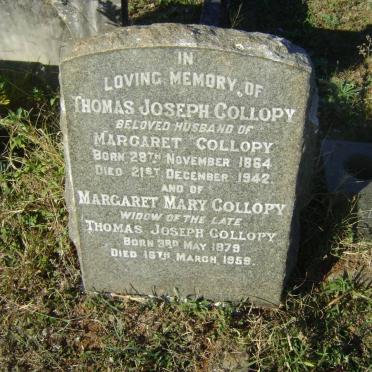 IN
LOVING MEMORY OF
THOMAS JOSEPH COLLOPY
BELOVED HUSBAND OF
MARGARET COLLOPY
BORN 28TH NOVEMBER 1864
DIED 21ST DECEMBER 1942.
AND OF
MARGARET MARY COLLOPY
WIDOW OF THE LATE
THOMAS JOSEPH COLLOPY
BORN 3RD MAY 1879
DIED 16TH MARCH 1959.